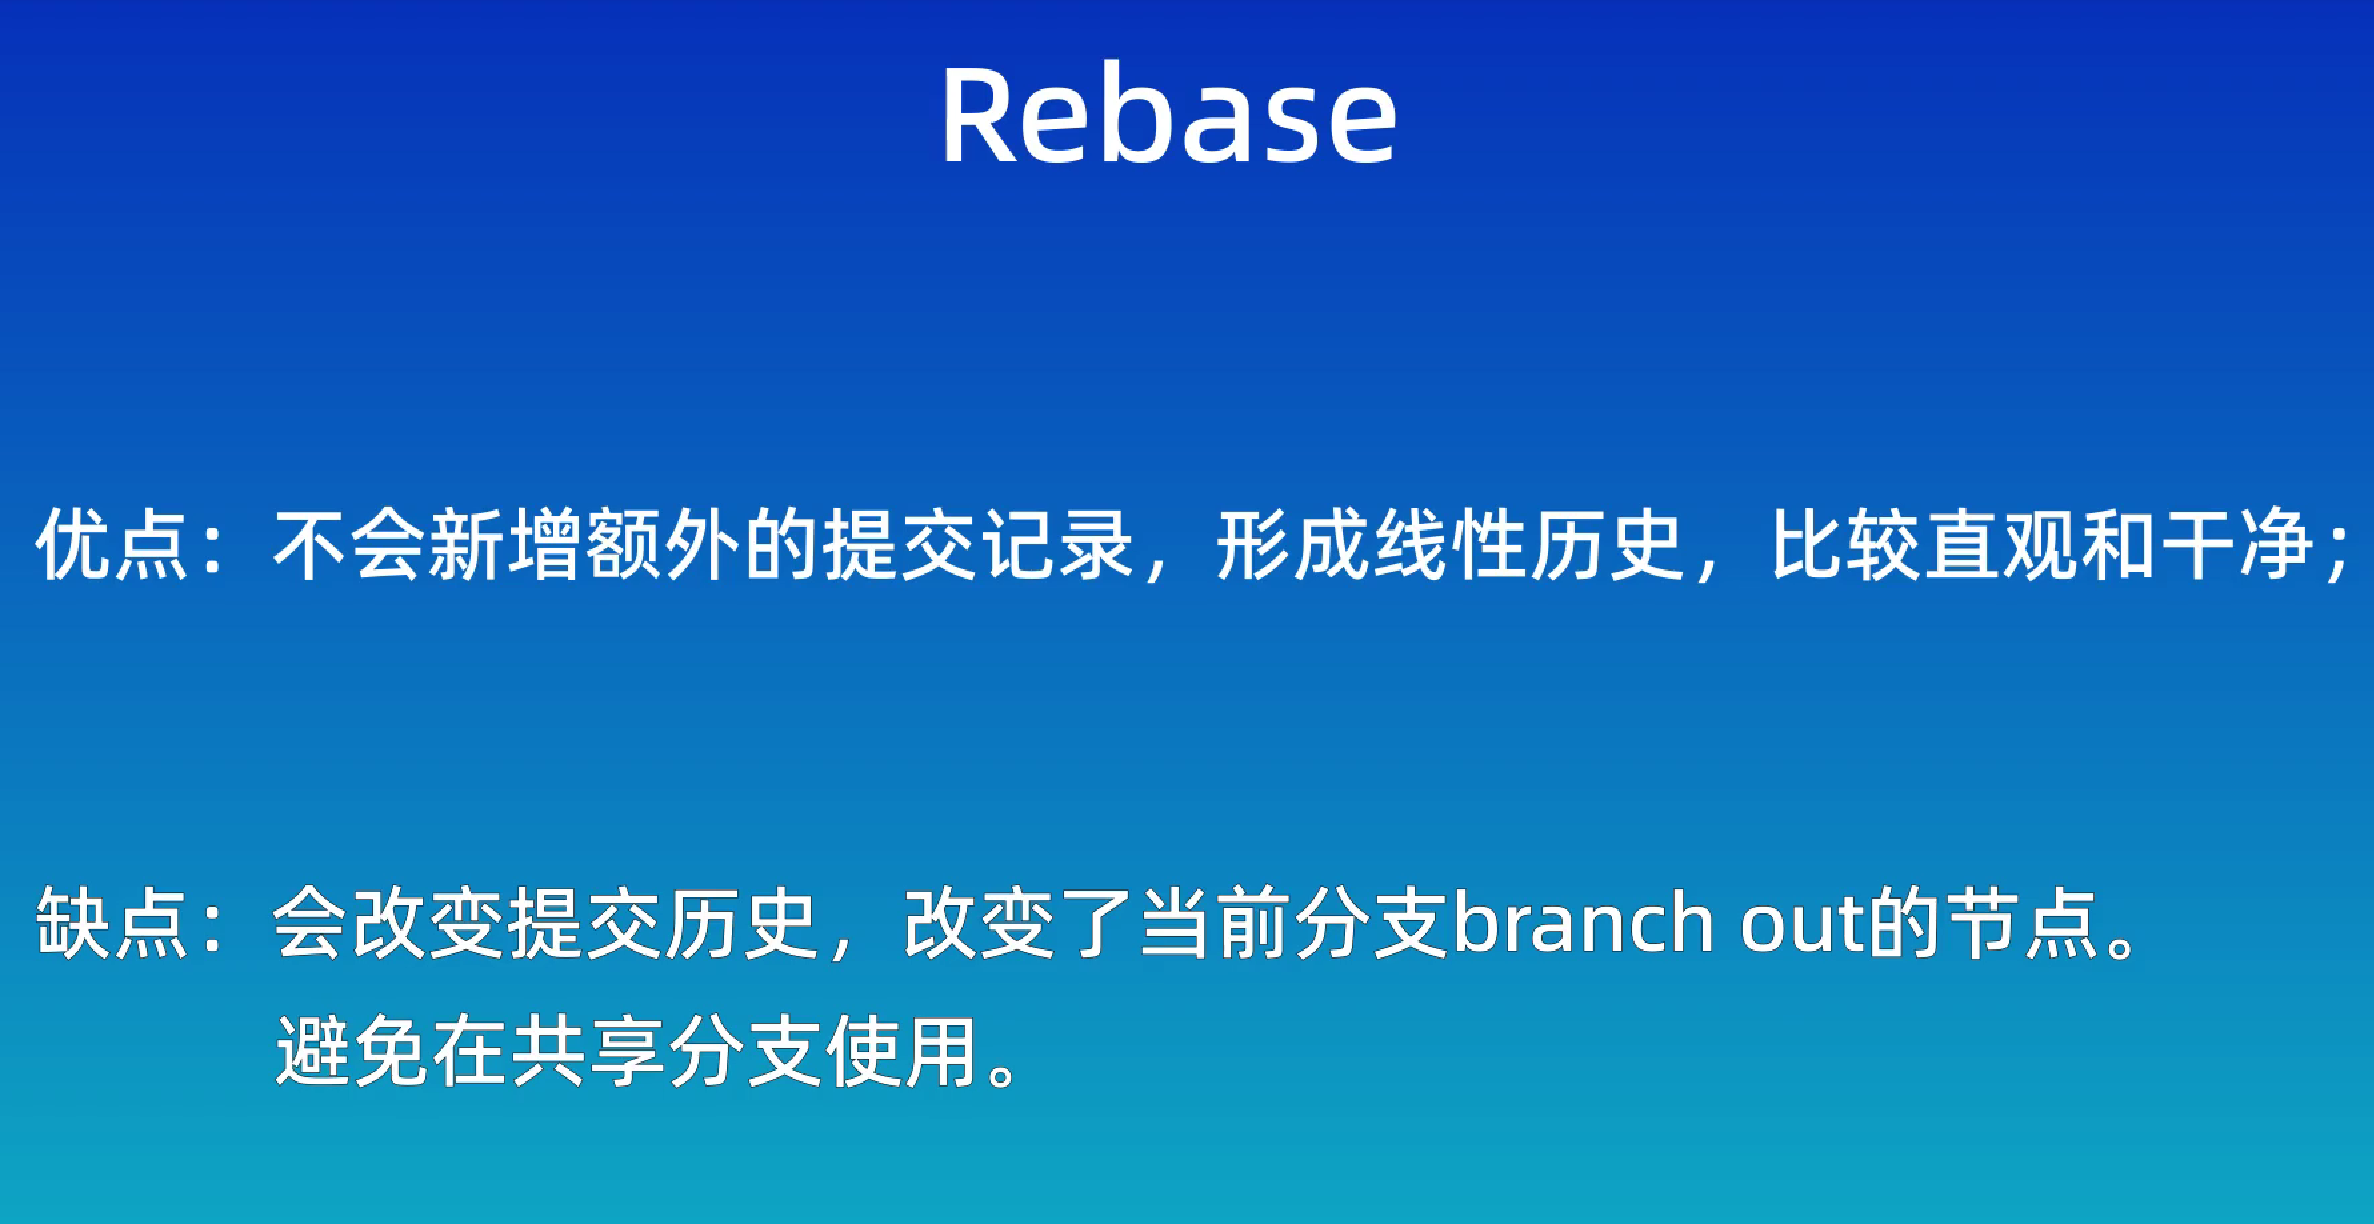 Rebase
优点：不会新增额外的提交记录，形成线性历史，比较直观和干净；
缺点：会改变提交历史，改变了当前分支branch out的节点。
避免在共享分支使用。